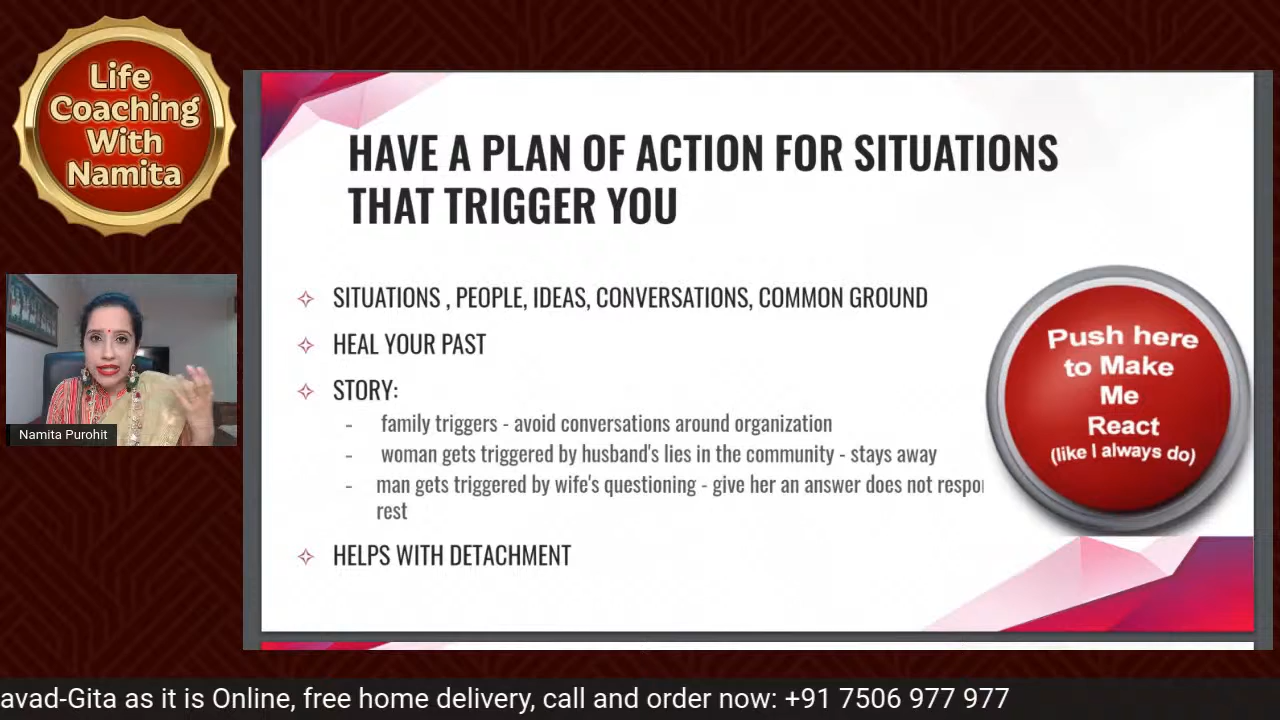 Life
Coaching
With
Namita
HAVE A PLAN OF ACTION FOR SITUATIONS
THAT TRIGGER YOU
SITUATIONS , PEOPLE, IDEAS, CONVERSATIONS, COMMON GROUND
HEAL YOUR PAST
STORY:
- family triggers - avoid conversations around organization
- woman gets triggered by husband's lies in the community - stays away
- man gets triggered by wife's questioning - give her an answer does not
rest
HELPS WITH DETACHMENT
Push here
to Make
Me
React
(like I always do)
Namita Purohit
avad-Gita as it is Online, free home delivery, call and order now: +91 7506 977 977